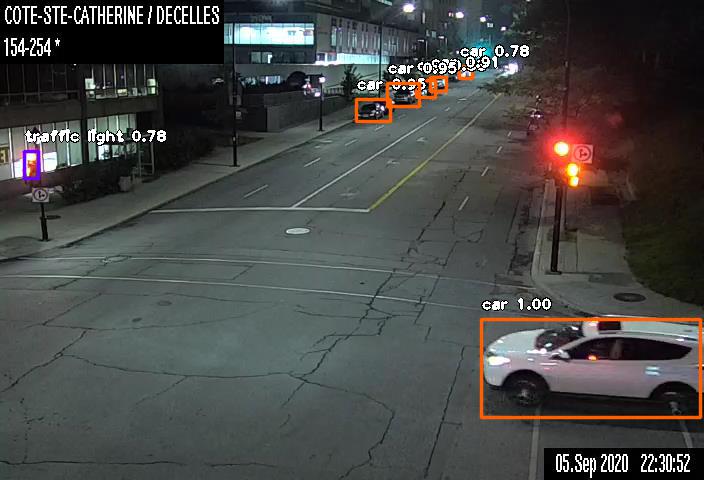 COTE-STE-CATHERINE / DECELLES
154-254 *
car 0.78
car 0.95
traffic light 0.78
car 1.00
05.Sep 2020 22:30:52